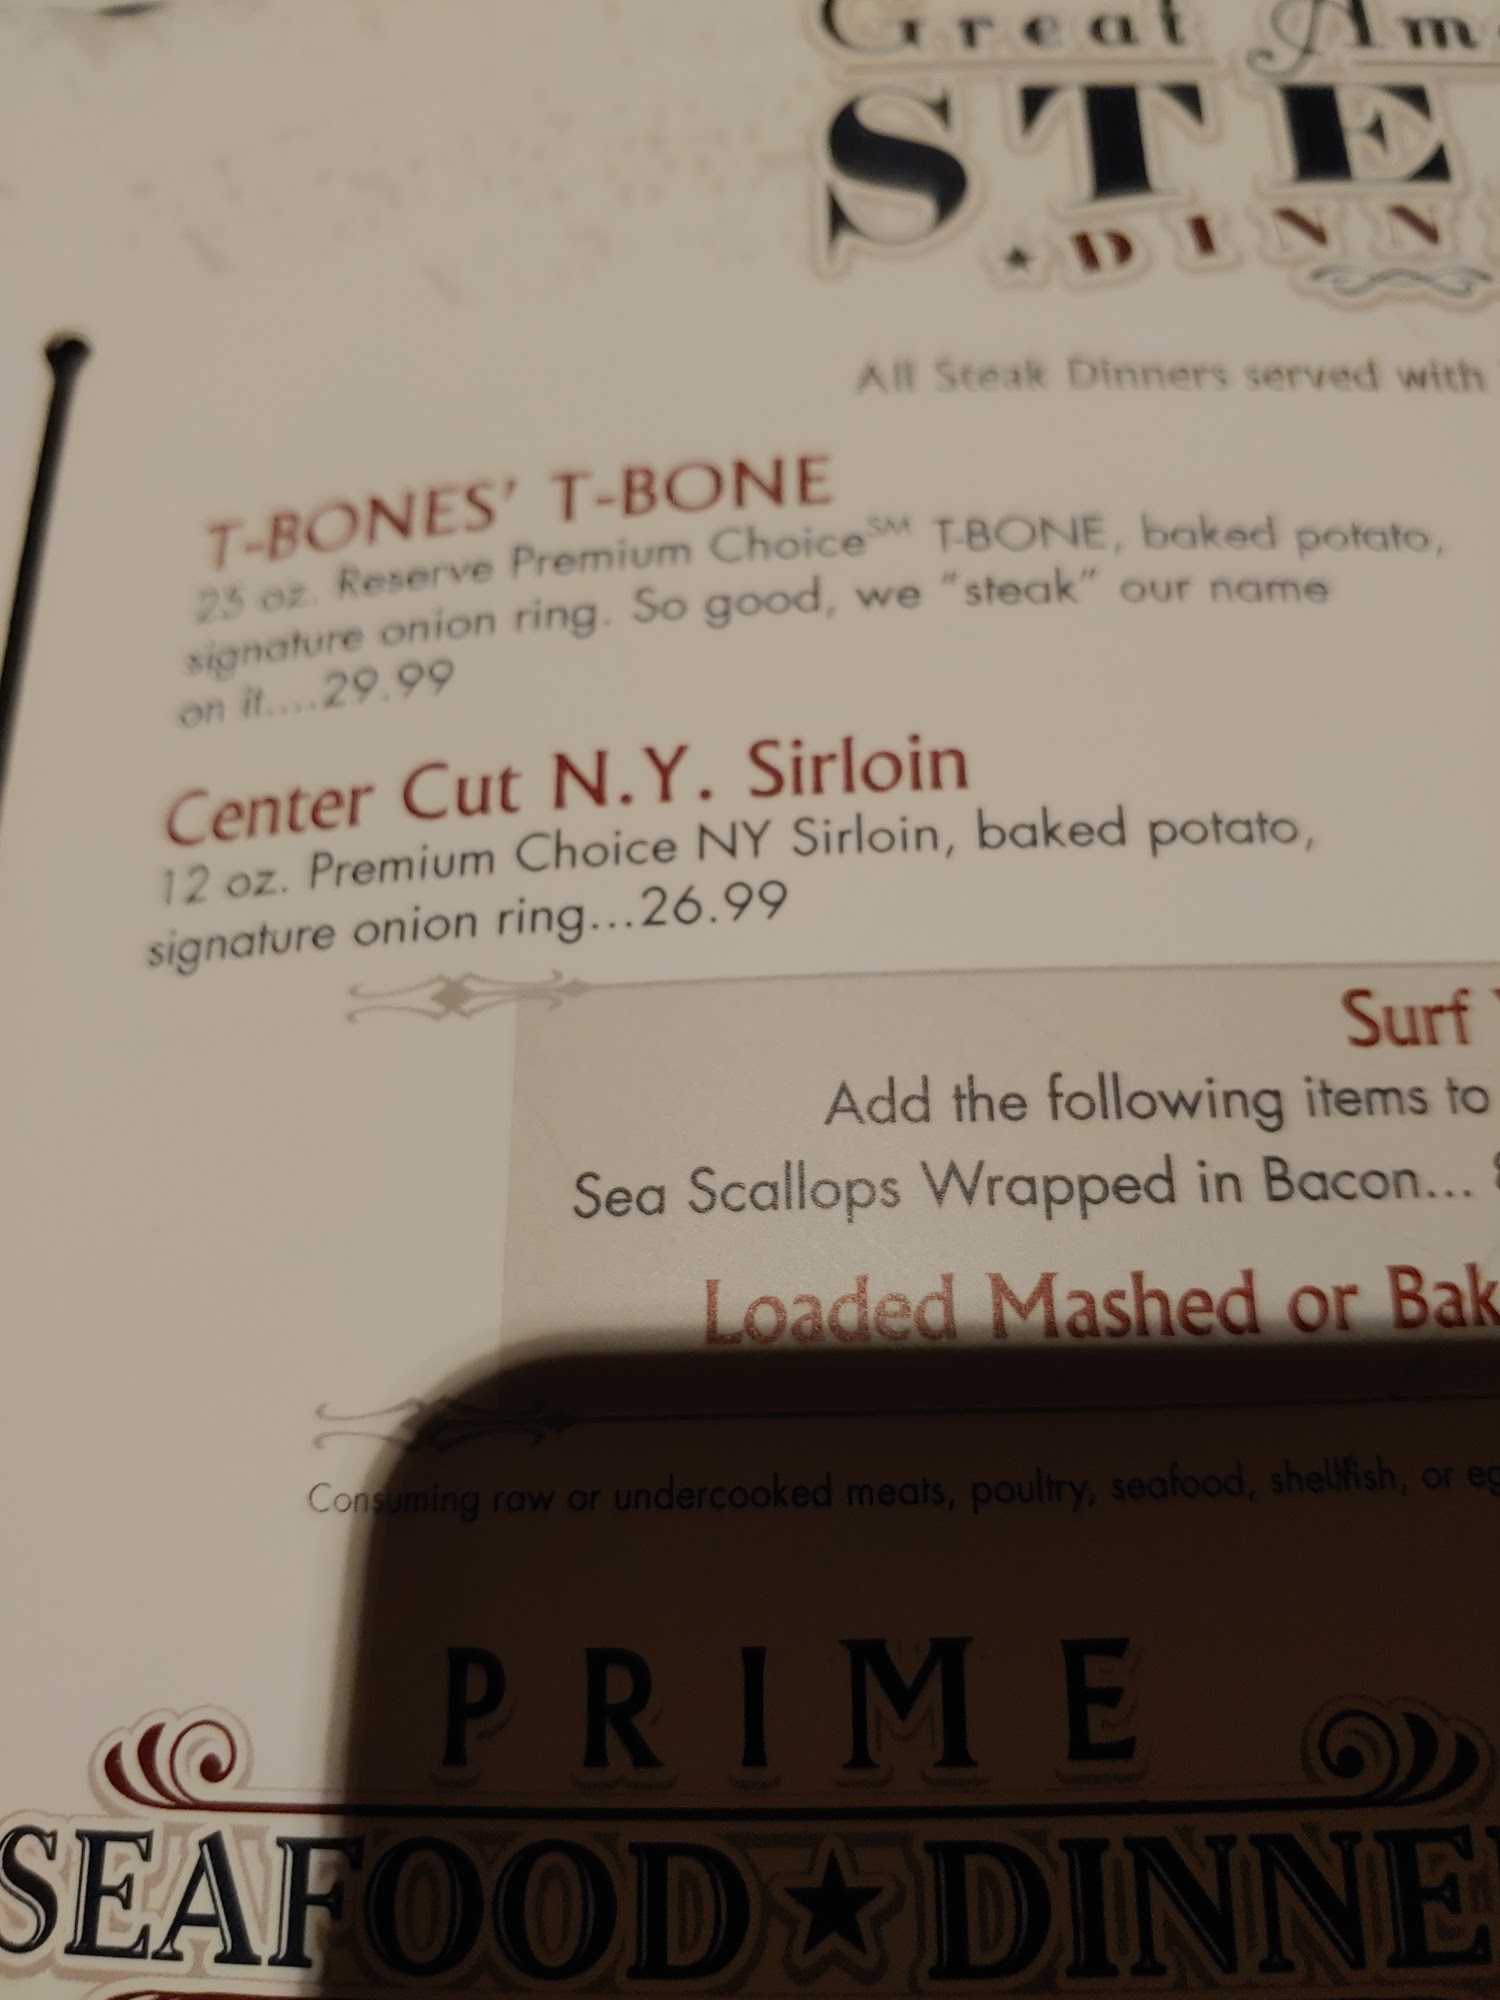 Great Am
STE
DINN
All Steak Dinners served with
T-BONES' T-BONE
25 oz. Reserve Premium Choice℠ T-BONE, baked potato,
signature onion ring. So good, we "steak" our name
on it....29.99
Center Cut N.Y. Sirloin
12 oz. Premium Choice NY Sirloin, baked potato,
signature onion ring...26.99
Surf
Add the following items to
Sea Scallops Wrapped in Bacon...
Loaded Mashed or Bak
Consuming raw or undercooked meats, poultry, seafood, shellfish, or eg
PRIME
SEAFOOD★DINNE